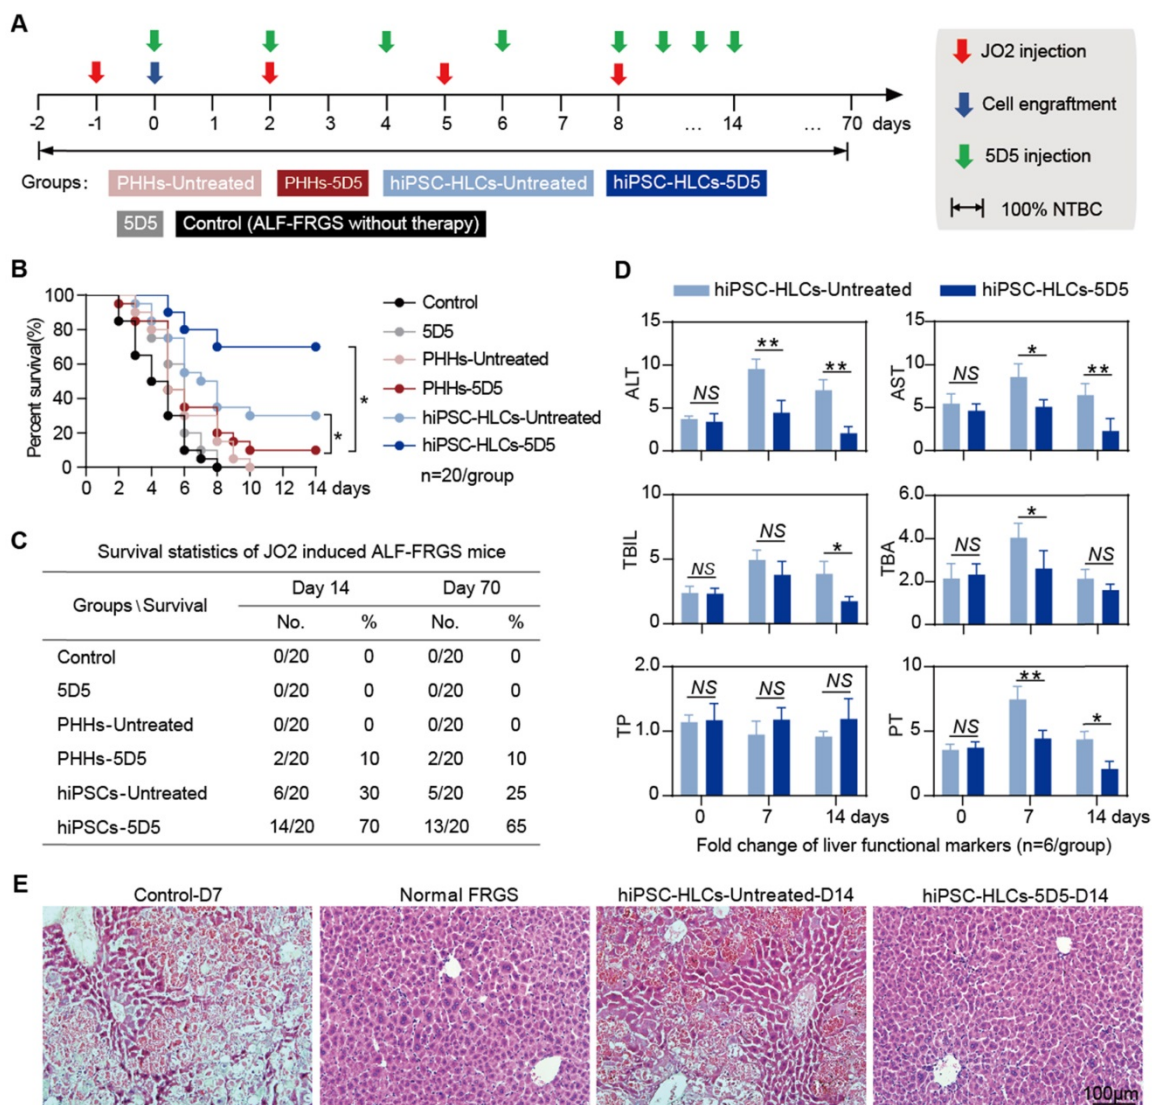 A
JO2 injection
Cell engraftment
5D5 injection
100% NTBC
-2 -1 0 1 2 3 4 5 6 7 8 ... 14 ... 70 days
Groups: PHHs-Untreated PHHs-5D5 hiPSC-HLCs-Untreated hiPSC-HLCs-5D5
5D5 Control (ALF-FRGS without therapy)
B
Percent survival(%)
100
80
60
40
20
0
0 2 4 6 8 10 12 14 days
*
*
Control
5D5
PHHs-Untreated
PHHs-5D5
hiPSC-HLCs-Untreated
hiPSC-HLCs-5D5
n=20/group
C
Survival statistics of JO2 induced ALF-FRGS mice
Groups\Survival Day 14 Day 70
No. % No. %
Control 0/20 0 0/20 0
5D5 0/20 0 0/20 0
PHHs-Untreated 0/20 0 0/20 0
PHHs-5D5 2/20 10 2/20 10
hiPSCs-Untreated 6/20 30 5/20 25
hiPSCs-5D5 14/20 70 13/20 65
D
hiPSC-HLCs-Untreated hiPSC-HLCs-5D5
ALT
15
10
5
0
NS ** **
AST
15
10
5
0
NS * **
TBIL
10
5
0
NS NS *
TBA
6.0
4.0
2.0
0
NS * NS
TP
2.0
1.0
0
NS NS NS
0 7 14 days
PT
10
5
0
NS ** *
0 7 14 days
Fold change of liver functional markers (n=6/group)
E
Control-D7 Normal FRGS hiPSC-HLCs-Untreated-D14 hiPSC-HLCs-5D5-D14
100μm